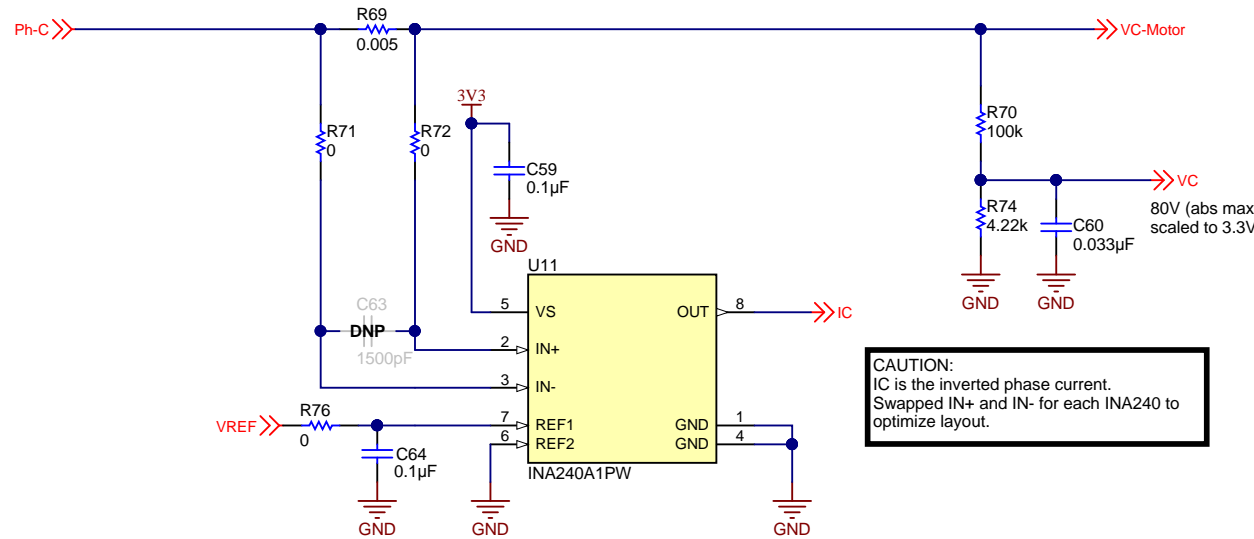 Ph-C
R69
0.005
VC-Motor
R71
0
R72
0
3V3
C59
0.1µF
GND
R70
100k
VC
80V (abs max
scaled to 3.3V
R74
4.22k
C60
0.033µF
GND
GND
U11
C63
DNP
1500pF
5
VS
OUT
8
IC
2
IN+
3
IN-
CAUTION:
IC is the inverted phase current.
Swapped IN+ and IN- for each INA240 to
optimize layout.
VREF
R76
0
7
REF1
GND
1
6
REF2
GND
4
C64
0.1µF
INA240A1PW
GND
GND
GND